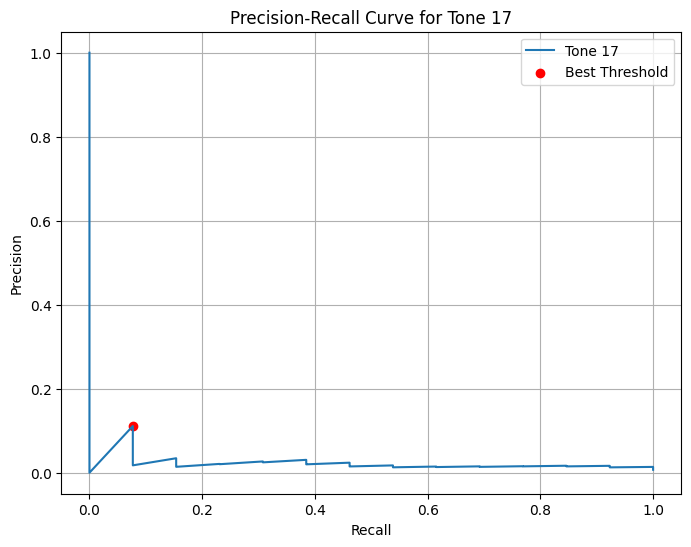 Precision-Recall Curve for Tone 17
Tone 17
Best Threshold
1.0
0.8
0.6
0.4
0.2
0.0
Precision
0.0 0.2 0.4 0.6 0.8 1.0
Recall